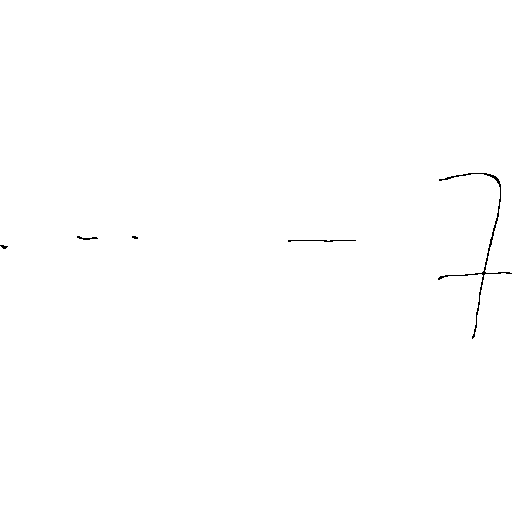 . - . - 7